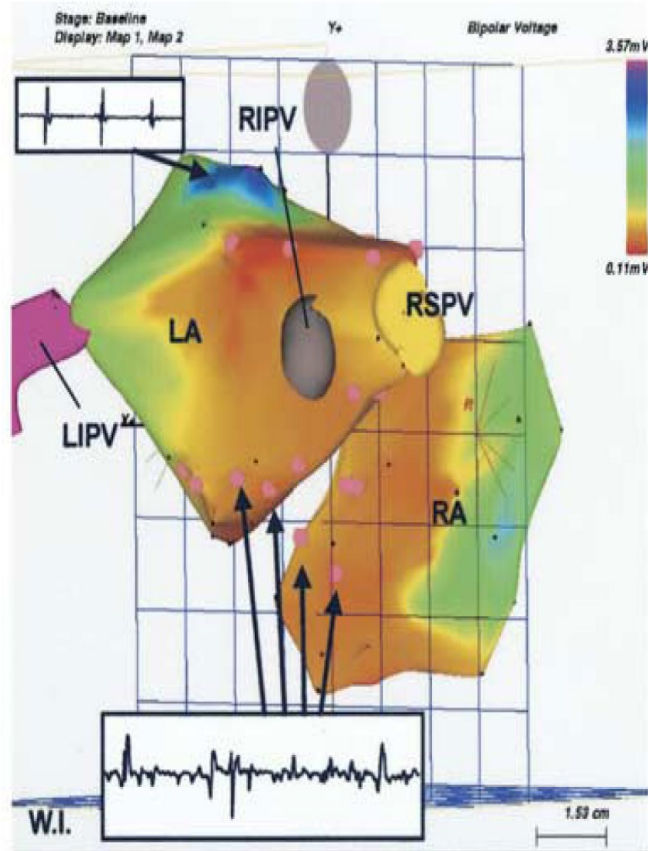 Stage: Baseline
Display: Map 1, Map 2
Y+
Bipolar Voltage
3.57mV
RIPV
RSPV
LA
0.11mV
R
LIPV
RA
1.53 cm
W.I.